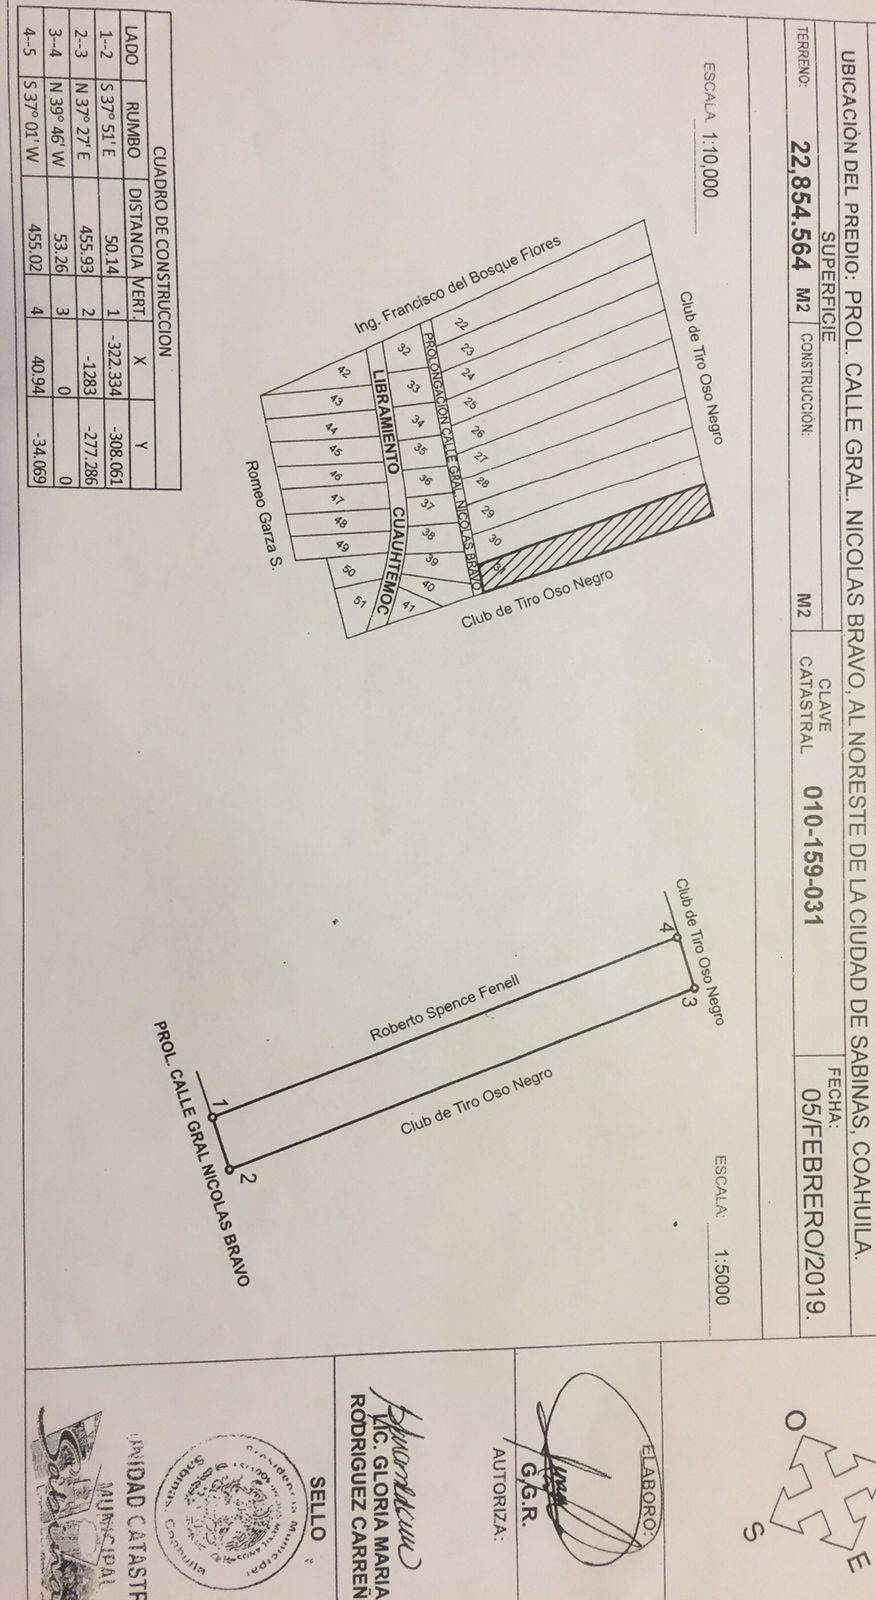 UBICACIÓN DEL PREDIO: PROL. CALLE GRAL. NICOLAS BRAVO, AL NORESTE DE LA CIUDAD DE SABINAS, COAHUILA.
SUPERFICIE
TERRENO: 22,854.564 M2
CONSTRUCCIÓN: M2
CLAVE
CATASTRAL 010-159-031
FECHA:
05/FEBRERO/2019.
ESCALA 1:10,000
Club de Tiro Oso Negro
Ing. Francisco del Bosque Flores
22
23
24
25
26
27
28
29
30
31
PROLONGACION CALLE GRAL. NICOLAS BRAVO
32
33
34
35
36
37
38
39
40
41
LIBRAMIENTO CUAUHTEMOC
42
43
44
45
46
47
48
49
50
51
Romeo Garza S.
Club de Tiro Oso Negro
ESCALA: 1:5000
Club de Tiro Oso Negro
4
3
Roberto Spence Fenell
Club de Tiro Oso Negro
1
2
PROL. CALLE GRAL NICOLAS BRAVO
CUADRO DE CONSTRUCCION
LADO RUMBO DISTANCIA VERT. X Y
1--2 S 37° 51' E 50.14 1 -322.334 -308.061
2--3 N 37° 27' E 455.93 2 -1283 -277.286
3--4 N 39° 46' W 53.26 3 0 0
4--5 S 37° 01' W 455.02 4 40.94 -34.069
O
E
S
ELABORO:
G.G.R.
AUTORIZA:
LIC. GLORIA MARIA
RODRIGUEZ CARREÑ
SELLO
Presidencia Municipal
Sabinas Coahuila
UNIDAD CATASTR
MUNICIPAL
Sabinas